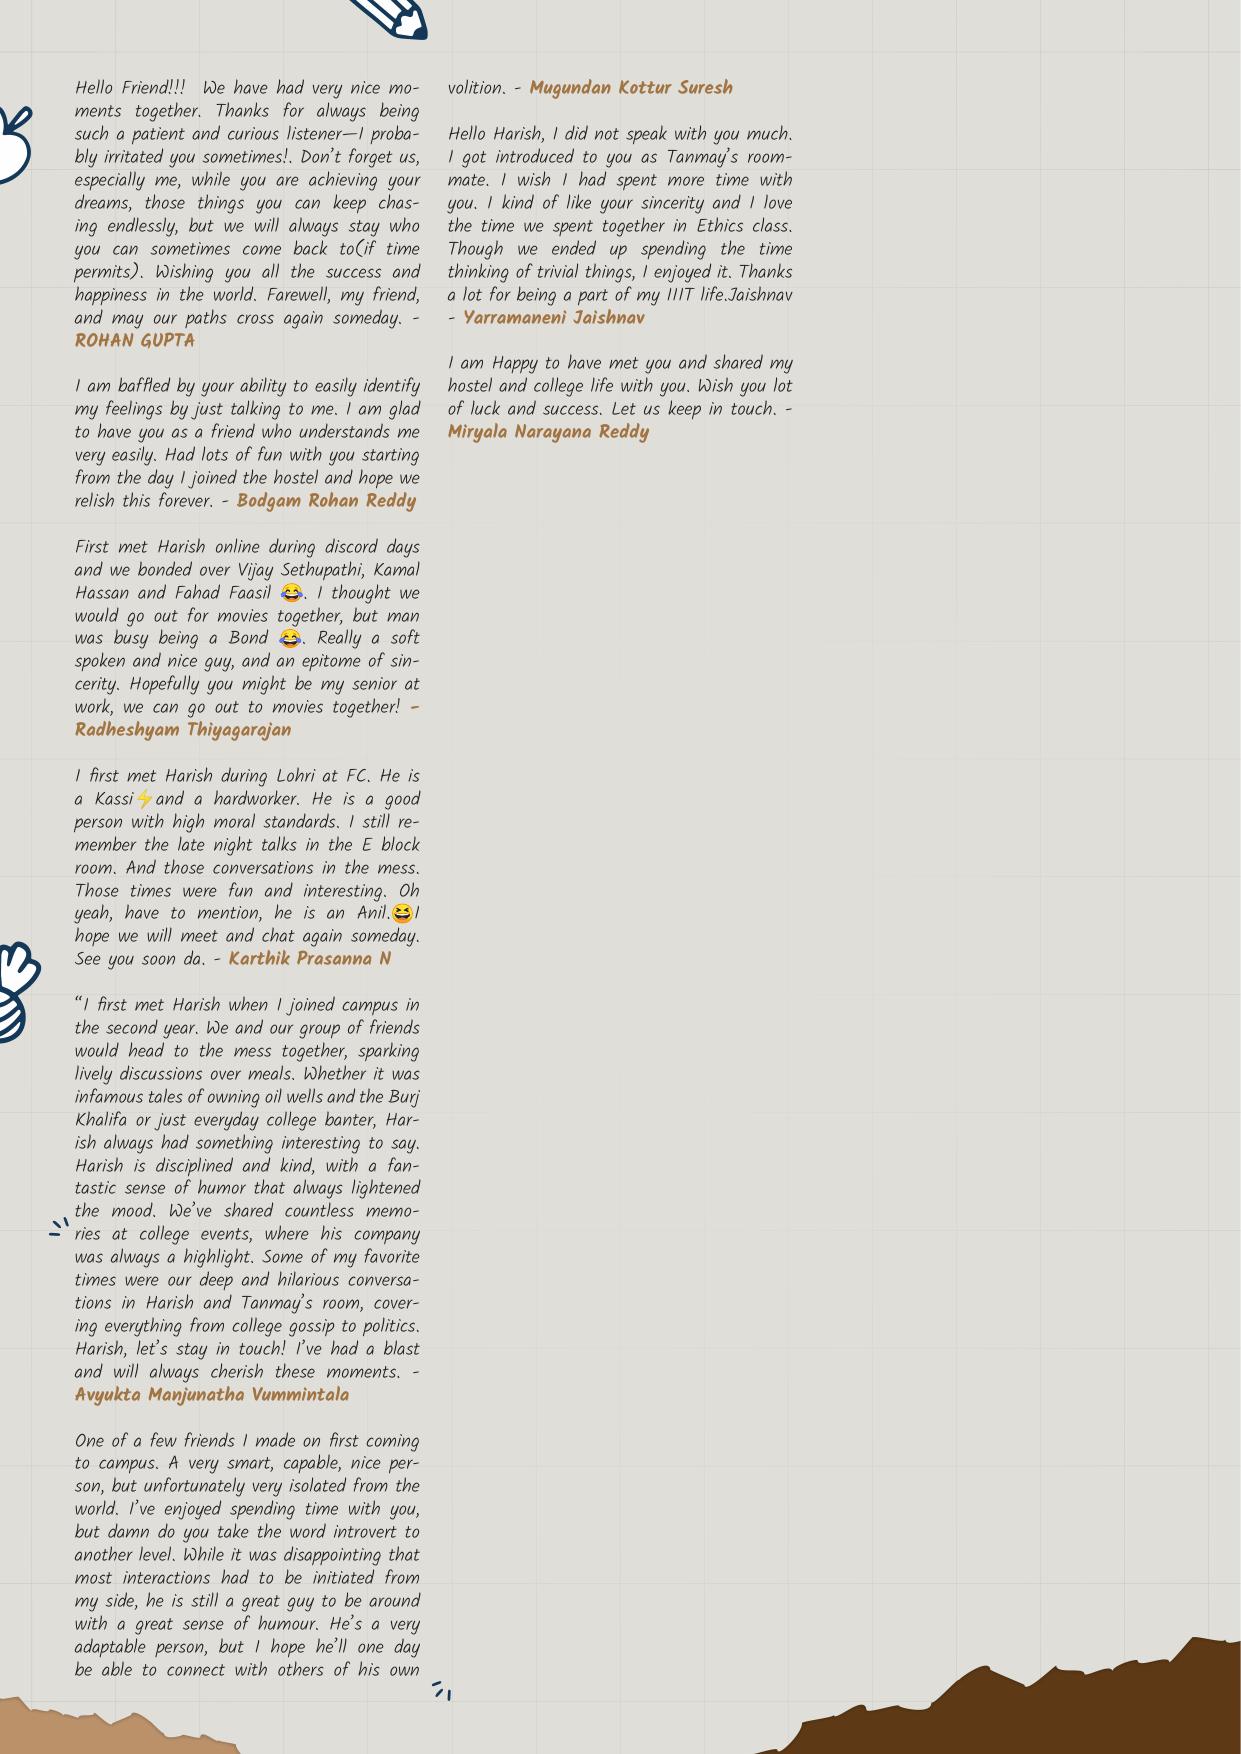 Hello Friend!!!  We have had very nice mo-
ments together. Thanks for always being
such a patient and curious listener—I proba-
bly irritated you sometimes!. Don’t forget us,
especially me, while you are achieving your
dreams, those things you can keep chas-
ing endlessly, but we will always stay who
you can sometimes come back to(if time
permits). Wishing you all the success and
happiness in the world. Farewell, my friend,
and may our paths cross again someday. -
ROHAN GUPTA
I am baffled by your ability to easily identify
my feelings by just talking to me. I am glad
to have you as a friend who understands me
very easily. Had lots of fun with you starting
from the day I joined the hostel and hope we
relish this forever. - Bodgam Rohan Reddy
First met Harish online during discord days
and we bonded over Vijay Sethupathi, Kamal
Hassan and Fahad Faasil 😂. I thought we
would go out for movies together, but man
was busy being a Bond 😂. Really a soft
spoken and nice guy, and an epitome of sin-
cerity. Hopefully you might be my senior at
work, we can go out to movies together! -
Radheshyam Thiyagarajan
I first met Harish during Lohri at FC. He is
a Kassi⚡and a hardworker. He is a good
person with high moral standards. I still re-
member the late night talks in the E block
room. And those conversations in the mess.
Those times were fun and interesting. Oh
yeah, have to mention, he is an Anil.😆I
hope we will meet and chat again someday.
See you soon da. - Karthik Prasanna N
“I first met Harish when I joined campus in
the second year. We and our group of friends
would head to the mess together, sparking
lively discussions over meals. Whether it was
infamous tales of owning oil wells and the Burj
Khalifa or just everyday college banter, Har-
ish always had something interesting to say.
Harish is disciplined and kind, with a fan-
tastic sense of humor that always lightened
the mood. We’ve shared countless memo-
ries at college events, where his company
was always a highlight. Some of my favorite
times were our deep and hilarious conversa-
tions in Harish and Tanmay’s room, cover-
ing everything from college gossip to politics.
Harish, let’s stay in touch! I’ve had a blast
and will always cherish these moments. -
Avyukta Manjunatha Vummintala
One of a few friends I made on first coming
to campus. A very smart, capable, nice per-
son, but unfortunately very isolated from the
world. I’ve enjoyed spending time with you,
but damn do you take the word introvert to
another level. While it was disappointing that
most interactions had to be initiated from
my side, he is still a great guy to be around
with a great sense of humour. He’s a very
adaptable person, but I hope he’ll one day
be able to connect with others of his own
volition. - Mugundan Kottur Suresh
Hello Harish, I did not speak with you much.
I got introduced to you as Tanmay’s room-
mate. I wish I had spent more time with
you. I kind of like your sincerity and I love
the time we spent together in Ethics class.
Though we ended up spending the time
thinking of trivial things, I enjoyed it. Thanks
a lot for being a part of my IIIT life.Jaishnav
- Yarramaneni Jaishnav
I am Happy to have met you and shared my
hostel and college life with you. Wish you lot
of luck and success. Let us keep in touch. -
Miryala Narayana Reddy